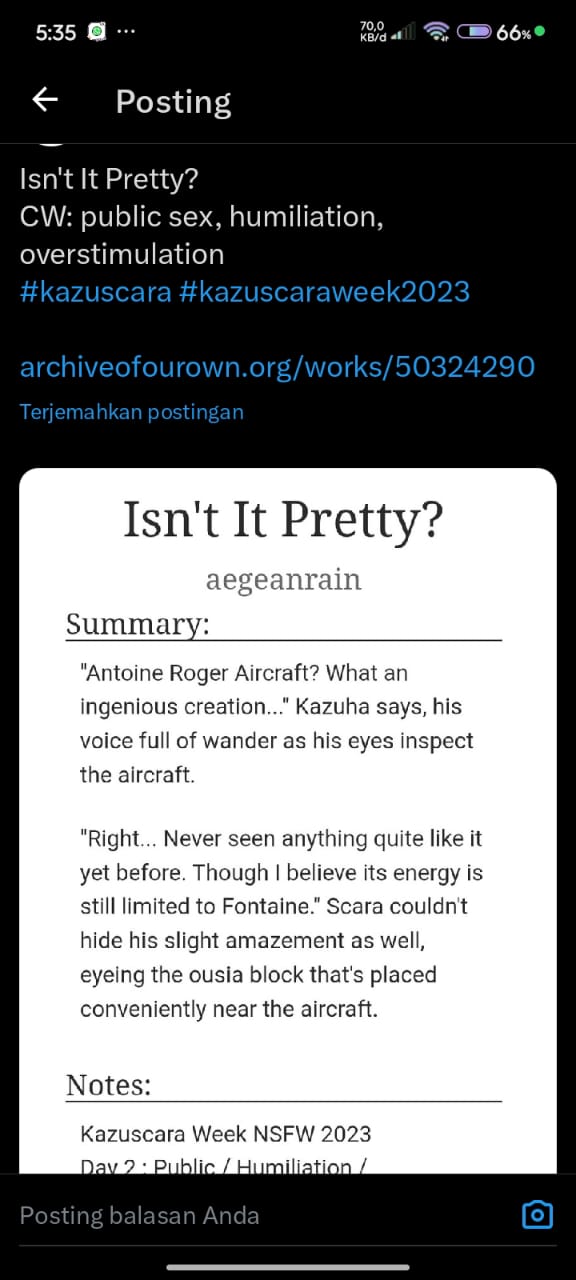 5:35
70,0
KB/d
66%
Posting
Isn't It Pretty?
CW: public sex, humiliation,
overstimulation
#kazuscara #kazuscaraweek2023
archiveofourown.org/works/50324290
Terjemahkan postingan
Isn't It Pretty?
aegeanrain
Summary:
"Antoine Roger Aircraft? What an
ingenious creation..." Kazuha says, his
voice full of wander as his eyes inspect
the aircraft.
"Right... Never seen anything quite like it
yet before. Though I believe its energy is
still limited to Fontaine." Scara couldn't
hide his slight amazement as well,
eyeing the ousia block that's placed
conveniently near the aircraft.
Notes:
Kazuscara Week NSFW 2023
Day 2 : Public / Humiliation /
Posting balasan Anda